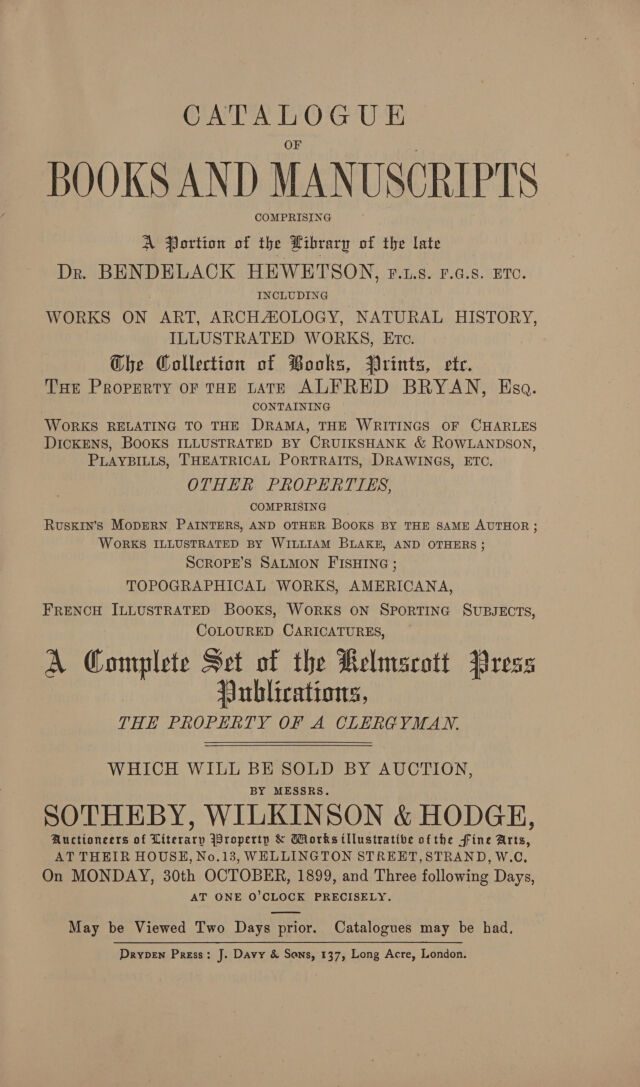 CATALOGUE
OF
BOOKS AND MANUSCRIPTS
COMPRISING
A Portion of the Library of the late
DR. BENDELACK HEWETSON, F.L.S. F.G.S. ETC.
INCLUDING
WORKS ON ART, ARCHÆOLOGY, NATURAL HISTORY,
ILLUSTRATED WORKS, ETC.
The Collection of Books, Prints, etc.
THE PROPERTY OF THE LATE ALFRED BRYAN, ESQ.
CONTAINING
WORKS RELATING TO THE DRAMA, THE WRITINGS OF CHARLES
DICKENS, BOOKS ILLUSTRATED BY CRUIKSHANK & ROWLANDSON,
PLAYBILLS, THEATRICAL PORTRAITS, DRAWINGS, ETC.
OTHER PROPERTIES,
COMPRISING
RUSKIN'S MODERN PAINTERS, AND OTHER BOOKS BY THE SAME AUTHOR;
WORKS ILLUSTRATED BY WILLIAM BLAKE, AND OTHERS;
SCROPE'S SALMON FISHING;
TOPOGRAPHICAL WORKS, AMERICANA,
FRENCH ILLUSTRATED BOOKS, WORKS ON SPORTING SUBJECTS,
COLOURED CARICATURES,
A Complete Set of the Kelmscott Press
Publications,
THE PROPERTY OF A CLERGYMAN.
WHICH WILL BE SOLD BY AUCTION,
BY MESSRS.
SOTHEBY, WILKINSON & HODGE,
Auctioneers of Literary Property & Works illustrative of the Fine Arts,
AT THEIR HOUSE, No. 13, WELLINGTON STREET, STRAND, W.C.
On MONDAY, 30th OCTOBER, 1899, and Three following Days,
AT ONE O'CLOCK PRECISELY.
May be Viewed Two Days prior. Catalogues may be had.
DRYDEN PRESS: J. DAVY & SONS, 137, Long Acre, London.